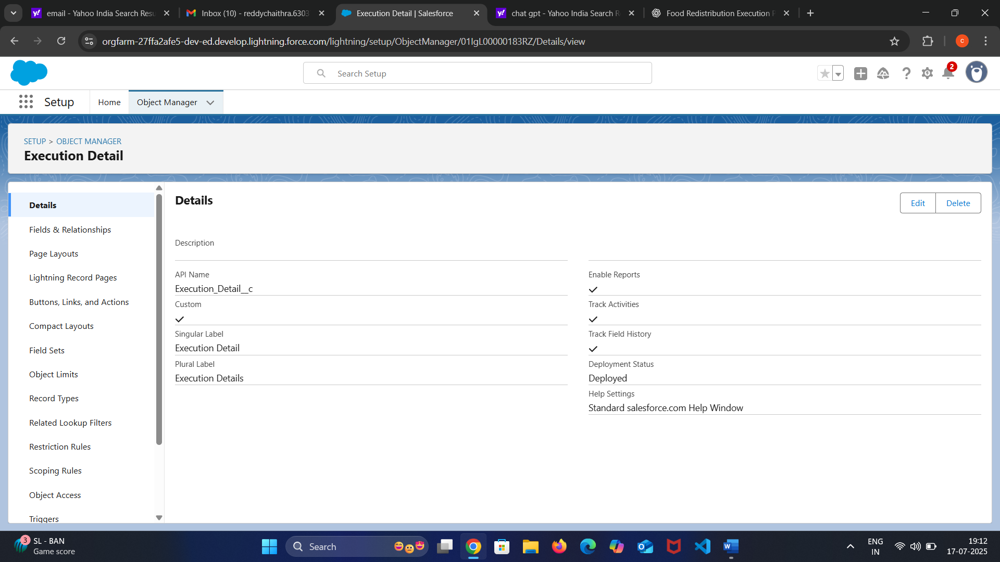 email - Yahoo India Search Resu
Inbox (10) - reddychaithra.6303
Execution Detail | Salesforce
chat gpt - Yahoo India Search R
Food Redistribution Execution P
orgfarm-27ffa2afe5-dev-ed.develop.lightning.force.com/lightning/setup/ObjectManager/01IgL00000183RZ/Details/view
C
Search Setup
2
Setup
Home
Object Manager
SETUP > OBJECT MANAGER
Execution Detail
Details
Fields & Relationships
Page Layouts
Lightning Record Pages
Buttons, Links, and Actions
Compact Layouts
Field Sets
Object Limits
Record Types
Related Lookup Filters
Restriction Rules
Scoping Rules
Object Access
Triggers
Details
Edit
Delete
Description
API Name
Execution_Detail__c
Custom
Singular Label
Execution Detail
Plural Label
Execution Details
Enable Reports
Track Activities
Track Field History
Deployment Status
Deployed
Help Settings
Standard salesforce.com Help Window
3
SL - BAN
Game score
Search
ENG
IN
19:12
17-07-2025